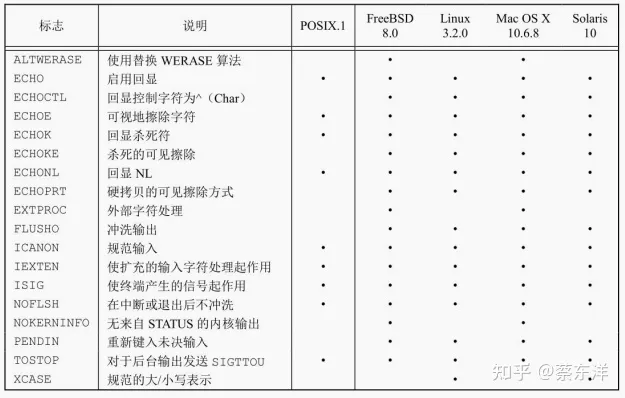 标志 说明 POSIX.1 FreeBSD 8.0 Linux 3.2.0 Mac OS X 10.6.8 Solaris 10
ALTWERASE 使用替换 WERASE 算法 • •
ECHO 启用回显 • • • • •
ECHOCTL 回显控制字符为^（Char） • • • •
ECHOE 可视地擦除字符 • • • • •
ECHOK 回显杀死符 • • • • •
ECHOKE 杀死的可见擦除 • • • •
ECHONL 回显 NL • • • • •
ECHOPRT 硬拷贝的可见擦除方式 • • • •
EXTPROC 外部字符处理 • •
FLUSHO 冲洗输出 • • • •
ICANON 规范输入 • • • • •
IEXTEN 使扩充的输入字符处理起作用 • • • • •
ISIG 使终端产生的信号起作用 • • • • •
NOFLSH 在中断或退出后不冲洗 • • • • •
NOKERNINFO 无来自 STATUS 的内核输出 • •
PENDIN 重新键入未决输入 • • • •
TOSTOP 对于后台输出发送 SIGTTOU • • • • •
XCASE 规范的大/小写表示 • •
知乎 @蔡东洋